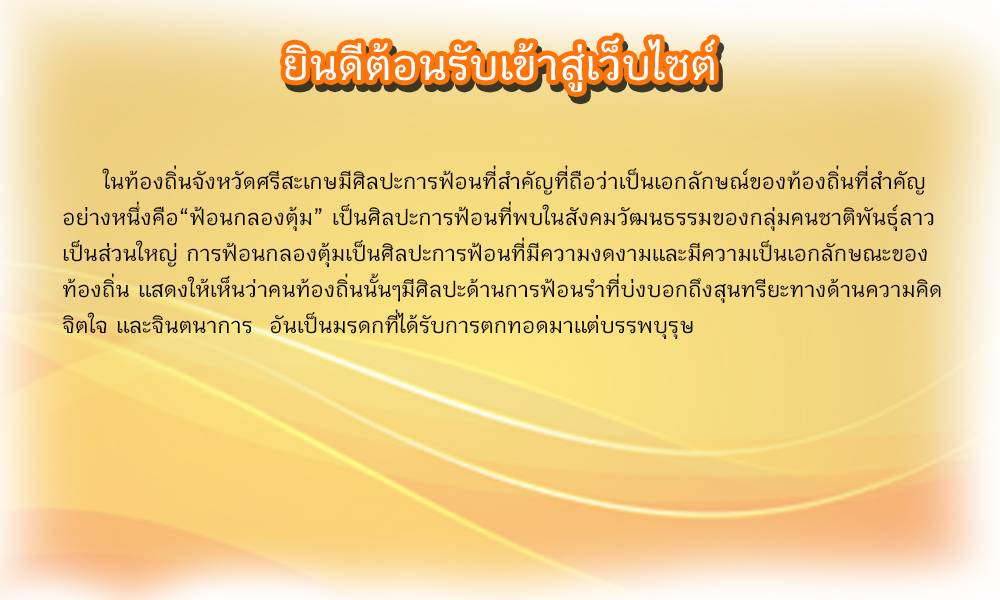 ยินดีต้อนรับเข้าสู่เว็บไซต์
ในท้องถิ่นจังหวัดศรีสะเกษมีศิลปะการฟ้อนที่สำคัญที่ถือว่าเป็นเอกลักษณ์ของท้องถิ่นที่สำคัญ
อย่างหนึ่งคือ“ฟ้อนกลองตุ้ม” เป็นศิลปะการฟ้อนที่พบในสังคมวัฒนธรรมของกลุ่มคนชาติพันธุ์ลาว
เป็นส่วนใหญ่ การฟ้อนกลองตุ้มเป็นศิลปะการฟ้อนที่มีความงดงามและมีความเป็นเอกลักษณะของ
ท้องถิ่น แสดงให้เห็นว่าคนท้องถิ่นนั้นๆมีศิลปะด้านการฟ้อนรำที่บ่งบอกถึงสุนทรียะทางด้านความคิด
จิตใจ และจินตนาการ  อันเป็นมรดกที่ได้รับการตกทอดมาแต่บรรพบุรุษ